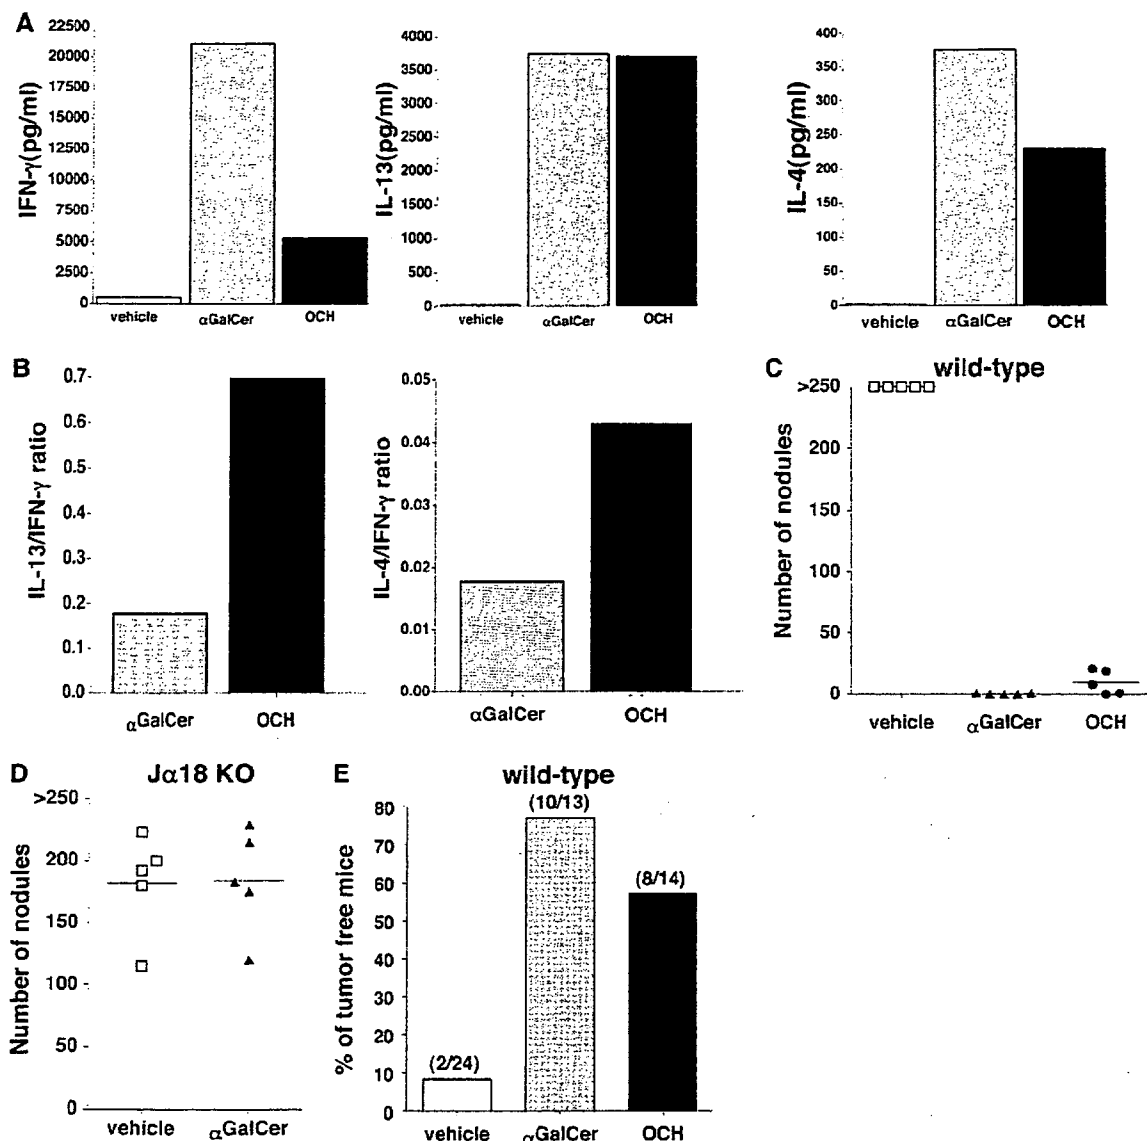 A
IFN-γ(pg/ml)
22500
20000
17500
15000
12500
10000
7500
5000
2500
0
vehicle αGalCer OCH
IL-13(pg/ml)
4000
3500
3000
2500
2000
1500
1000
500
0
vehicle αGalCer OCH
IL-4(pg/ml)
400
350
300
250
200
150
100
50
0
vehicle αGalCer OCH
B
IL-13/IFN-γ ratio
0.7
0.6
0.5
0.4
0.3
0.2
0.1
0.0
αGalCer OCH
IL-4/IFN-γ ratio
0.05
0.04
0.03
0.02
0.01
0.00
αGalCer OCH
C
wild-type
Number of nodules
>250
200
150
100
50
0
vehicle αGalCer OCH
D
Jα18 KO
Number of nodules
>250
200
150
100
50
0
vehicle αGalCer
E
wild-type
% of tumor free mice
80
70
60
50
40
30
20
10
0
(2/24)
(10/13)
(8/14)
vehicle αGalCer OCH